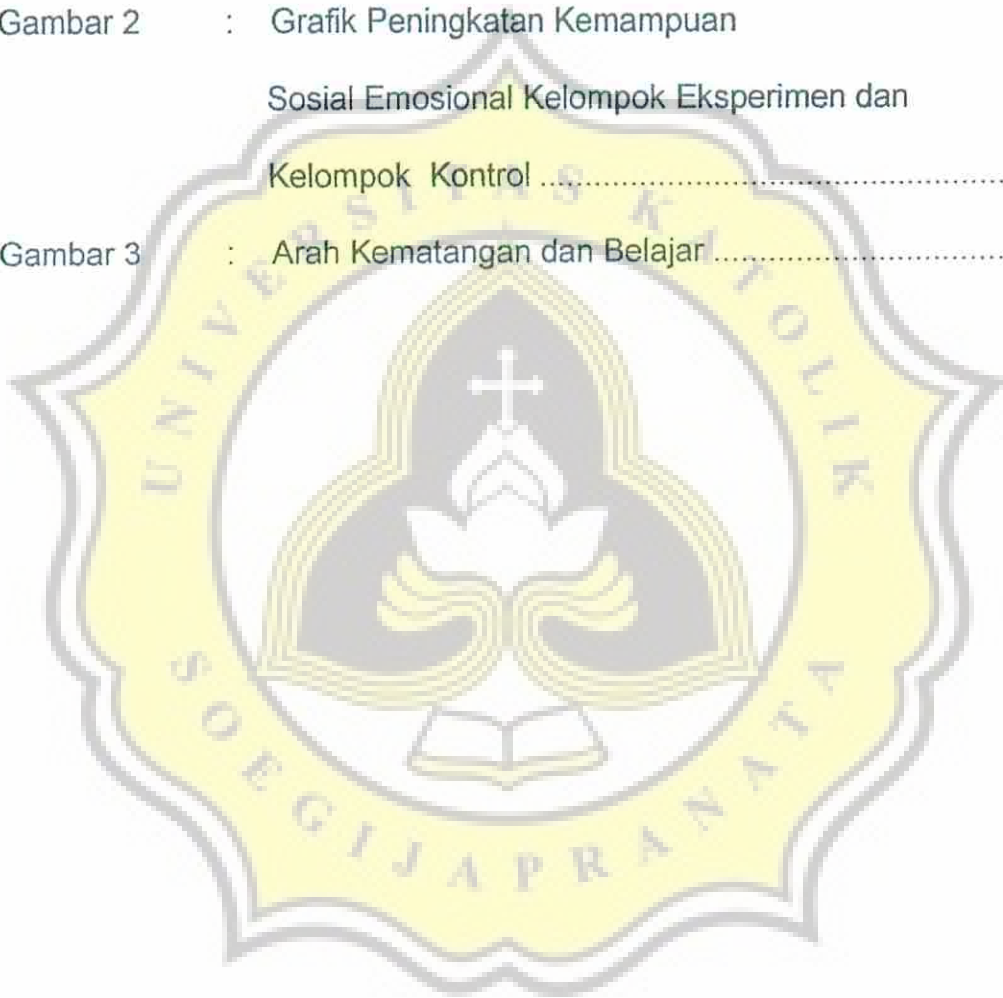 Gambar 2 : Grafik Peningkatan Kemampuan
Sosial Emosional Kelompok Eksperimen dan
Kelompok Kontrol ..................................................
Gambar 3 : Arah Kematangan dan Belajar ................................
UNIVERSITAS KATOLIK
SOEGIJAPRANATA